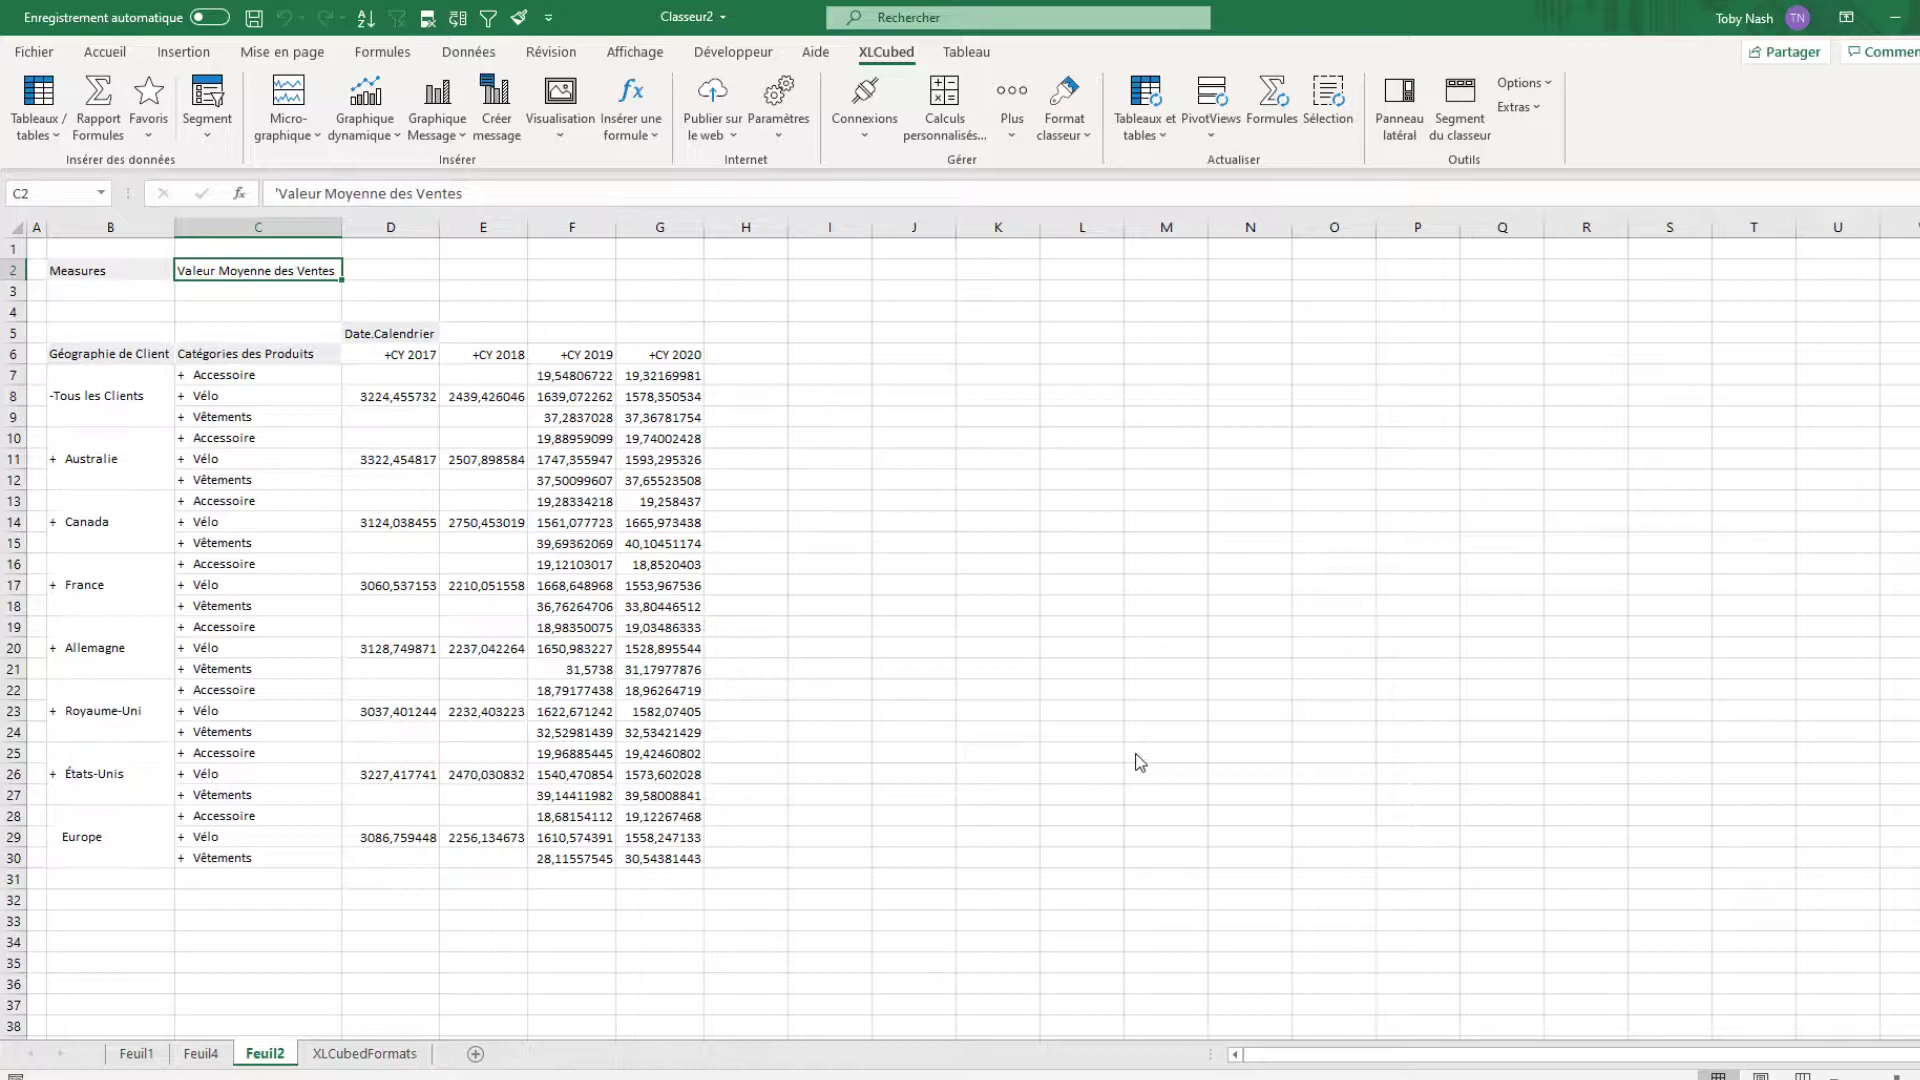 Enregistrement automatique Classeur2 Rechercher Toby Nash TN
Fichier Accueil Insertion Mise en page Formules Données Révision Affichage Développeur Aide XLCubed Tableau Partager Commen
Tableaux / tables Rapport Formules Favoris Segment Micro-graphique Graphique dynamique Graphique Message Créer message Visualisation Insérer une formule Publier sur le web Paramètres Connexions Calculs personnalisés... Plus Format classeur Tableaux et tables PivotViews Formules Sélection Options Extras Panneau latéral Segment du classeur
Insérer des données Insérer Internet Gérer Actualiser Outils
C2 fx 'Valeur Moyenne des Ventes
A B C D E F G H I J K L M N O P Q R S T U
1
2 Measures Valeur Moyenne des Ventes
3
4
5 Date.Calendrier
6 Géographie de Client Catégories des Produits +CY 2017 +CY 2018 +CY 2019 +CY 2020
7 + Accessoire 19,54806722 19,32169981
8 -Tous les Clients + Vélo 3224,455732 2439,426046 1639,072262 1578,350534
9 + Vêtements 37,2837028 37,36781754
10 + Accessoire 19,88959099 19,74002428
11 + Australie + Vélo 3322,454817 2507,898584 1747,355947 1593,295326
12 + Vêtements 37,50099607 37,65523508
13 + Accessoire 19,28334218 19,258437
14 + Canada + Vélo 3124,038455 2750,453019 1561,077723 1665,973438
15 + Vêtements 39,69362069 40,10451174
16 + Accessoire 19,12103017 18,8520403
17 + France + Vélo 3060,537153 2210,051558 1668,648968 1553,967536
18 + Vêtements 36,76264706 33,80446512
19 + Accessoire 18,98350075 19,03486333
20 + Allemagne + Vélo 3128,749871 2237,042264 1650,983227 1528,895544
21 + Vêtements 31,5738 31,17977876
22 + Accessoire 18,79177438 18,96264719
23 + Royaume-Uni + Vélo 3037,401244 2232,403223 1622,671242 1582,07405
24 + Vêtements 32,52981439 32,53421429
25 + Accessoire 19,96885445 19,42460802
26 + États-Unis + Vélo 3227,417741 2470,030832 1540,470854 1573,602028
27 + Vêtements 39,14411982 39,58008841
28 + Accessoire 18,68154112 19,12267468
29 Europe + Vélo 3086,759448 2256,134673 1610,574391 1558,247133
30 + Vêtements 28,11557545 30,54381443
31
32
33
34
35
36
37
38
Feuil1 Feuil4 Feuil2 XLCubedFormats